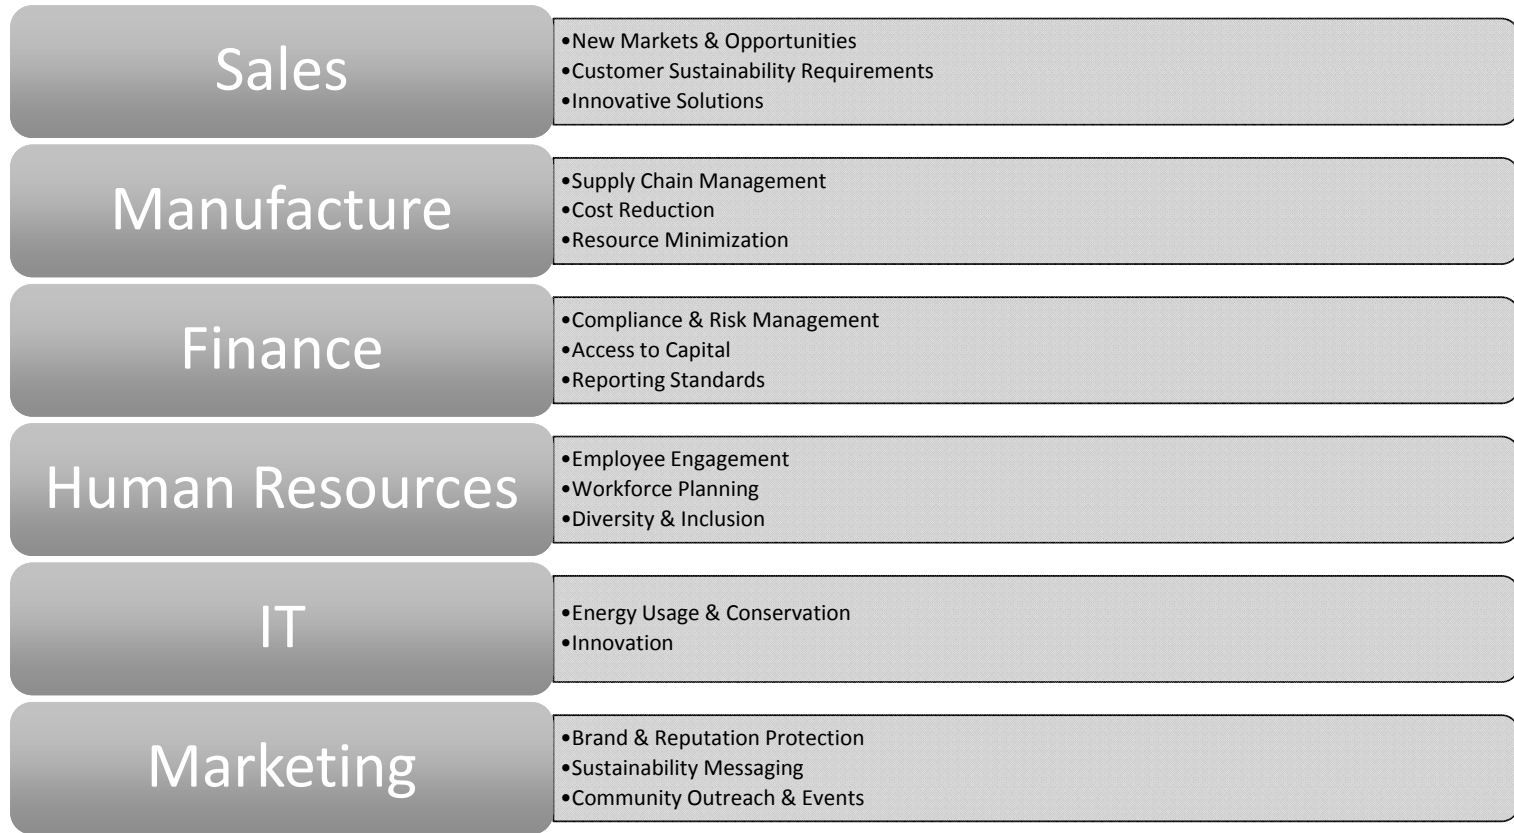 Sales
•New Markets & Opportunities
•Customer Sustainability Requirements
•Innovative Solutions
Manufacture
•Supply Chain Management
•Cost Reduction
•Resource Minimization
Finance
•Compliance & Risk Management
•Access to Capital
•Reporting Standards
Human Resources
•Employee Engagement
•Workforce Planning
•Diversity & Inclusion
IT
•Energy Usage & Conservation
•Innovation
Marketing
•Brand & Reputation Protection
•Sustainability Messaging
•Community Outreach & Events